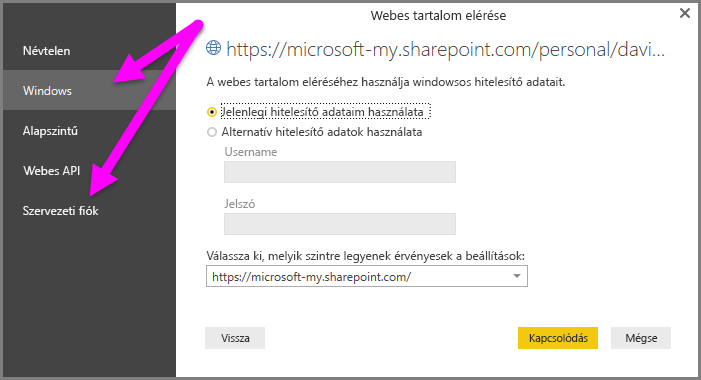 Webes tartalom elérése
Névtelen
Windows
Alapszintű
Webes API
Szervezeti fiók
https://microsoft-my.sharepoint.com/personal/davi...
A webes tartalom eléréséhez használja windowsos hitelesítő adatait.
Jelenlegi hitelesítő adataim használata
Alternatív hitelesítő adatok használata
Username
Jelszó
Válassza ki, melyik szintre legyenek érvényesek a beállítások:
https://microsoft-my.sharepoint.com/
Vissza
Kapcsolódás
Mégse